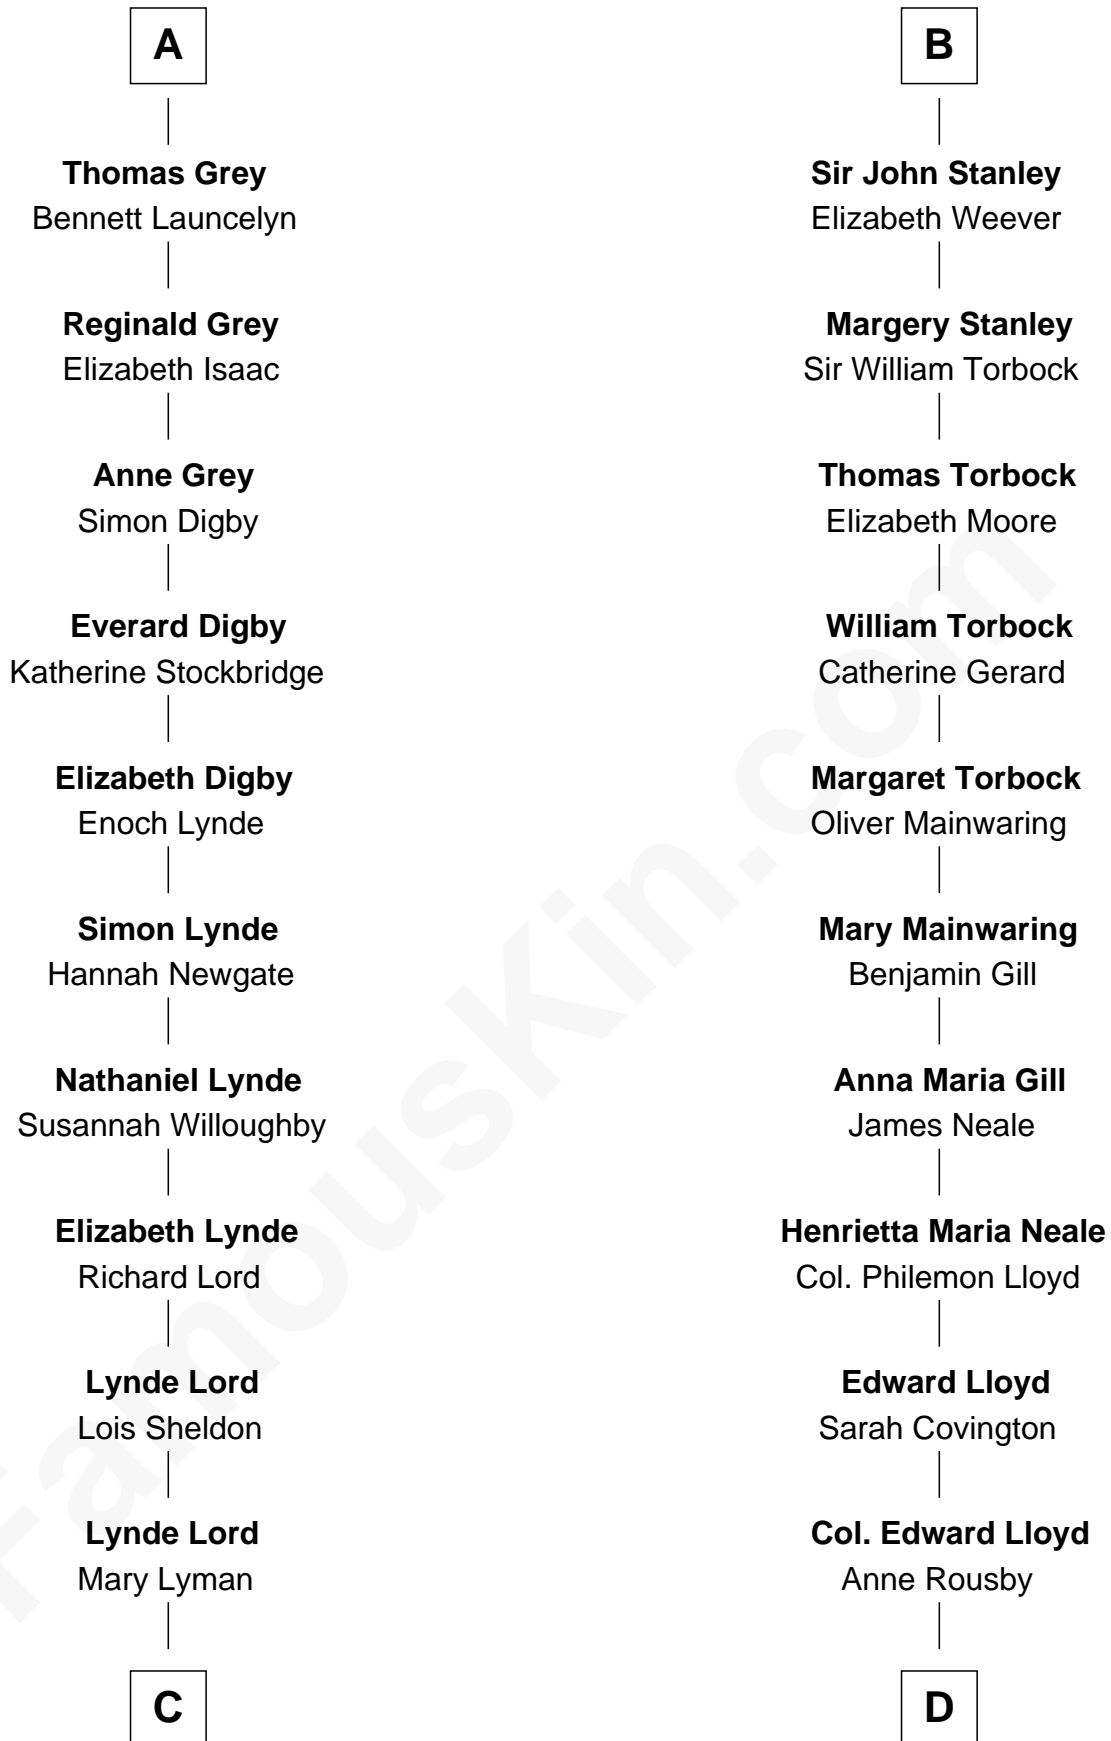 A
Thomas Grey
Bennett Launcelyn
Reginald Grey
Elizabeth Isaac
Anne Grey
Simon Digby
Everard Digby
Katherine Stockbridge
Elizabeth Digby
Enoch Lynde
Simon Lynde
Hannah Newgate
Nathaniel Lynde
Susannah Willoughby
Elizabeth Lynde
Richard Lord
Lynde Lord
Lois Sheldon
Lynde Lord
Mary Lyman
C
B
Sir John Stanley
Elizabeth Weever
Margery Stanley
Sir William Torbock
Thomas Torbock
Elizabeth Moore
William Torbock
Catherine Gerard
Margaret Torbock
Oliver Mainwaring
Mary Mainwaring
Benjamin Gill
Anna Maria Gill
James Neale
Henrietta Maria Neale
Col. Philemon Lloyd
Edward Lloyd
Sarah Covington
Col. Edward Lloyd
Anne Rousby
D
FamousKin.com